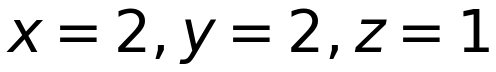 x = 2, y = 2, z = 1